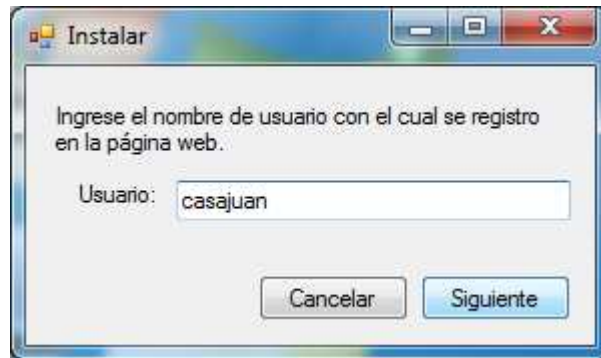 Instalar
Ingrese el nombre de usuario con el cual se registro
en la página web.
Usuario: casajuan
Cancelar Siguiente